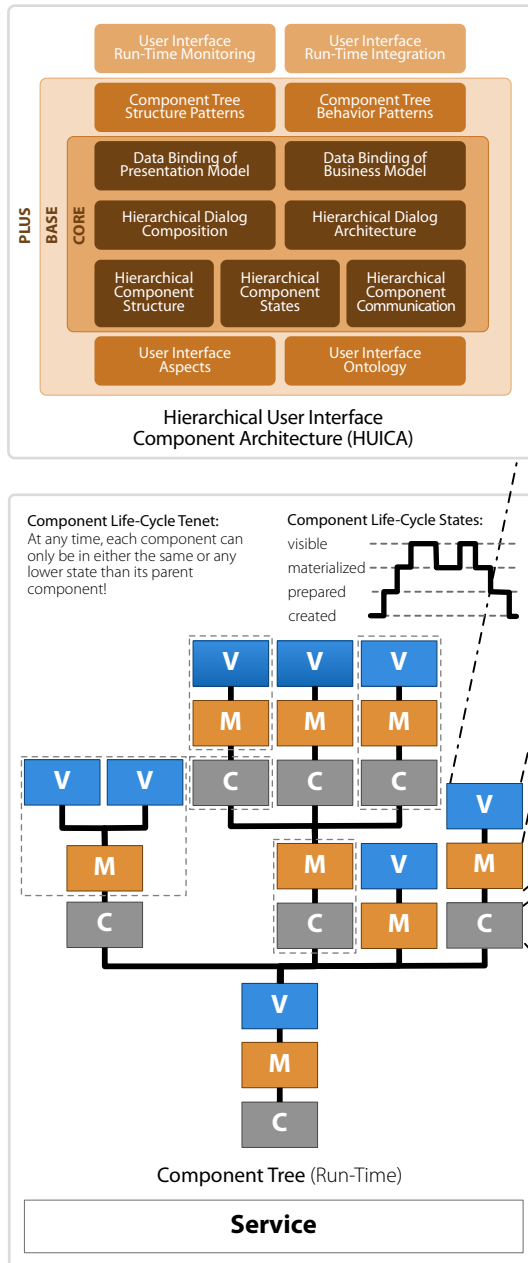 User Interface
Run-Time Monitoring
User Interface
Run-Time Integration
Component Tree
Structure Patterns
Component Tree
Behavior Patterns
Data Binding of
Presentation Model
Data Binding of
Business Model
Hierarchical Dialog
Composition
Hierarchical Dialog
Architecture
Hierarchical
Component
Structure
Hierarchical
Component
States
Hierarchical
Component
Communication
User Interface
Aspects
User Interface
Ontology
PLUS
BASE
CORE
Hierarchical User Interface
Component Architecture (HUICA)
Component Life-Cycle Tenet:
At any time, each component can
only be in either the same or any
lower state than its parent
component!
Component Life-Cycle States:
visible
materialized
prepared
created
V V V
M M M
C C C
V V
M
C
M
C
V
M
V
M
C
V
M
C
Component Tree (Run-Time)
Service